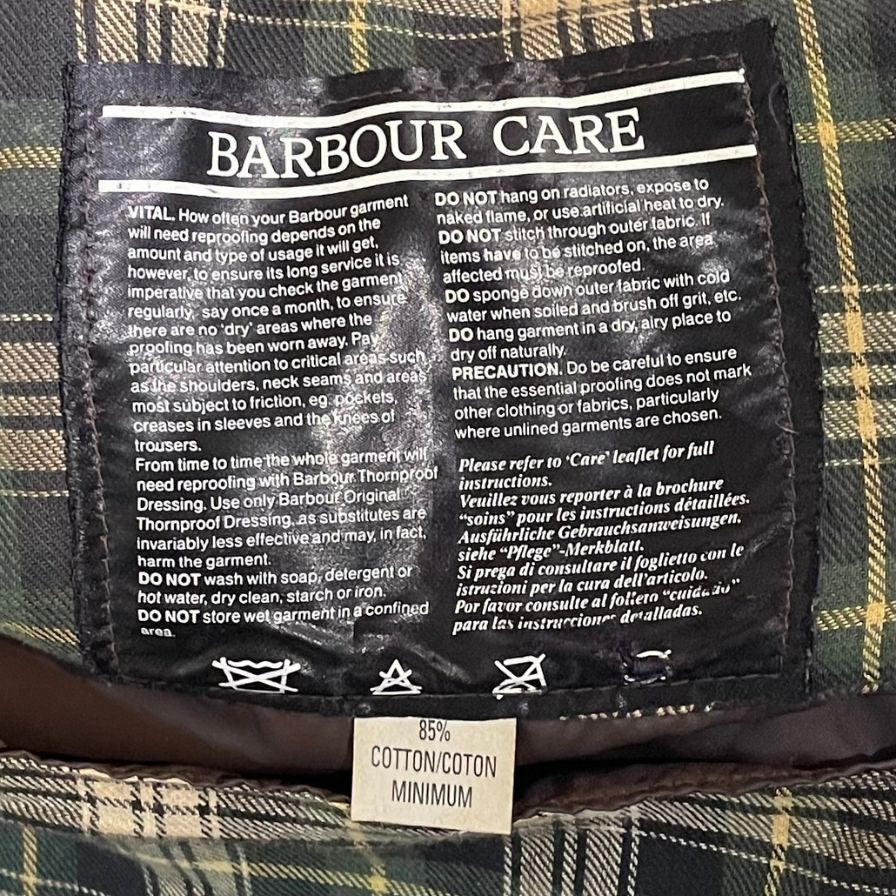 BARBOUR CARE
VITAL. How often your Barbour garment
will need reproofing depends on the
amount and type of usage it will get,
however, to ensure its long service it is
imperative that you check the garment
regularly, say once a month, to ensure
there are no 'dry' areas where the
proofing has been worn away. Pay
particular attention to critical areas such
as the shoulders, neck seams and areas
most subject to friction, eg. pockets,
creases in sleeves and the knees of
trousers.
From time to time the whole garment will
need reproofing with Barbour Thornproof
Dressing. Use only Barbour Original
Thornproof Dressing, as substitutes are
invariably less effective and may, in fact,
harm the garment.
DO NOT wash with soap, detergent or
hot water, dry clean, starch or iron.
DO NOT store wet garment in a confined
area.
DO NOT hang on radiators, expose to
naked flame, or use artificial heat to dry.
DO NOT stitch through outer fabric. If
items have to be stitched on, the area
affected must be reproofed.
DO sponge down outer fabric with cold
water when soiled and brush off grit, etc.
DO hang garment in a dry, airy place to
dry off naturally.
PRECAUTION. Do be careful to ensure
that the essential proofing does not mark
other clothing or fabrics, particularly
where unlined garments are chosen.
Please refer to 'Care' leaflet for full
instructions.
Veuillez vous reporter à la brochure
"soins" pour les instructions détaillées.
Ausführliche Gebrauchsanweisungen,
siehe "Pflege"-Merkblatt.
Si prega di consultare il foglietto con le
istruzioni per la cura dell'articolo.
Por favor consulte al folleto "cuidado"
para las instrucciones detalladas.
85%
COTTON/COTON
MINIMUM